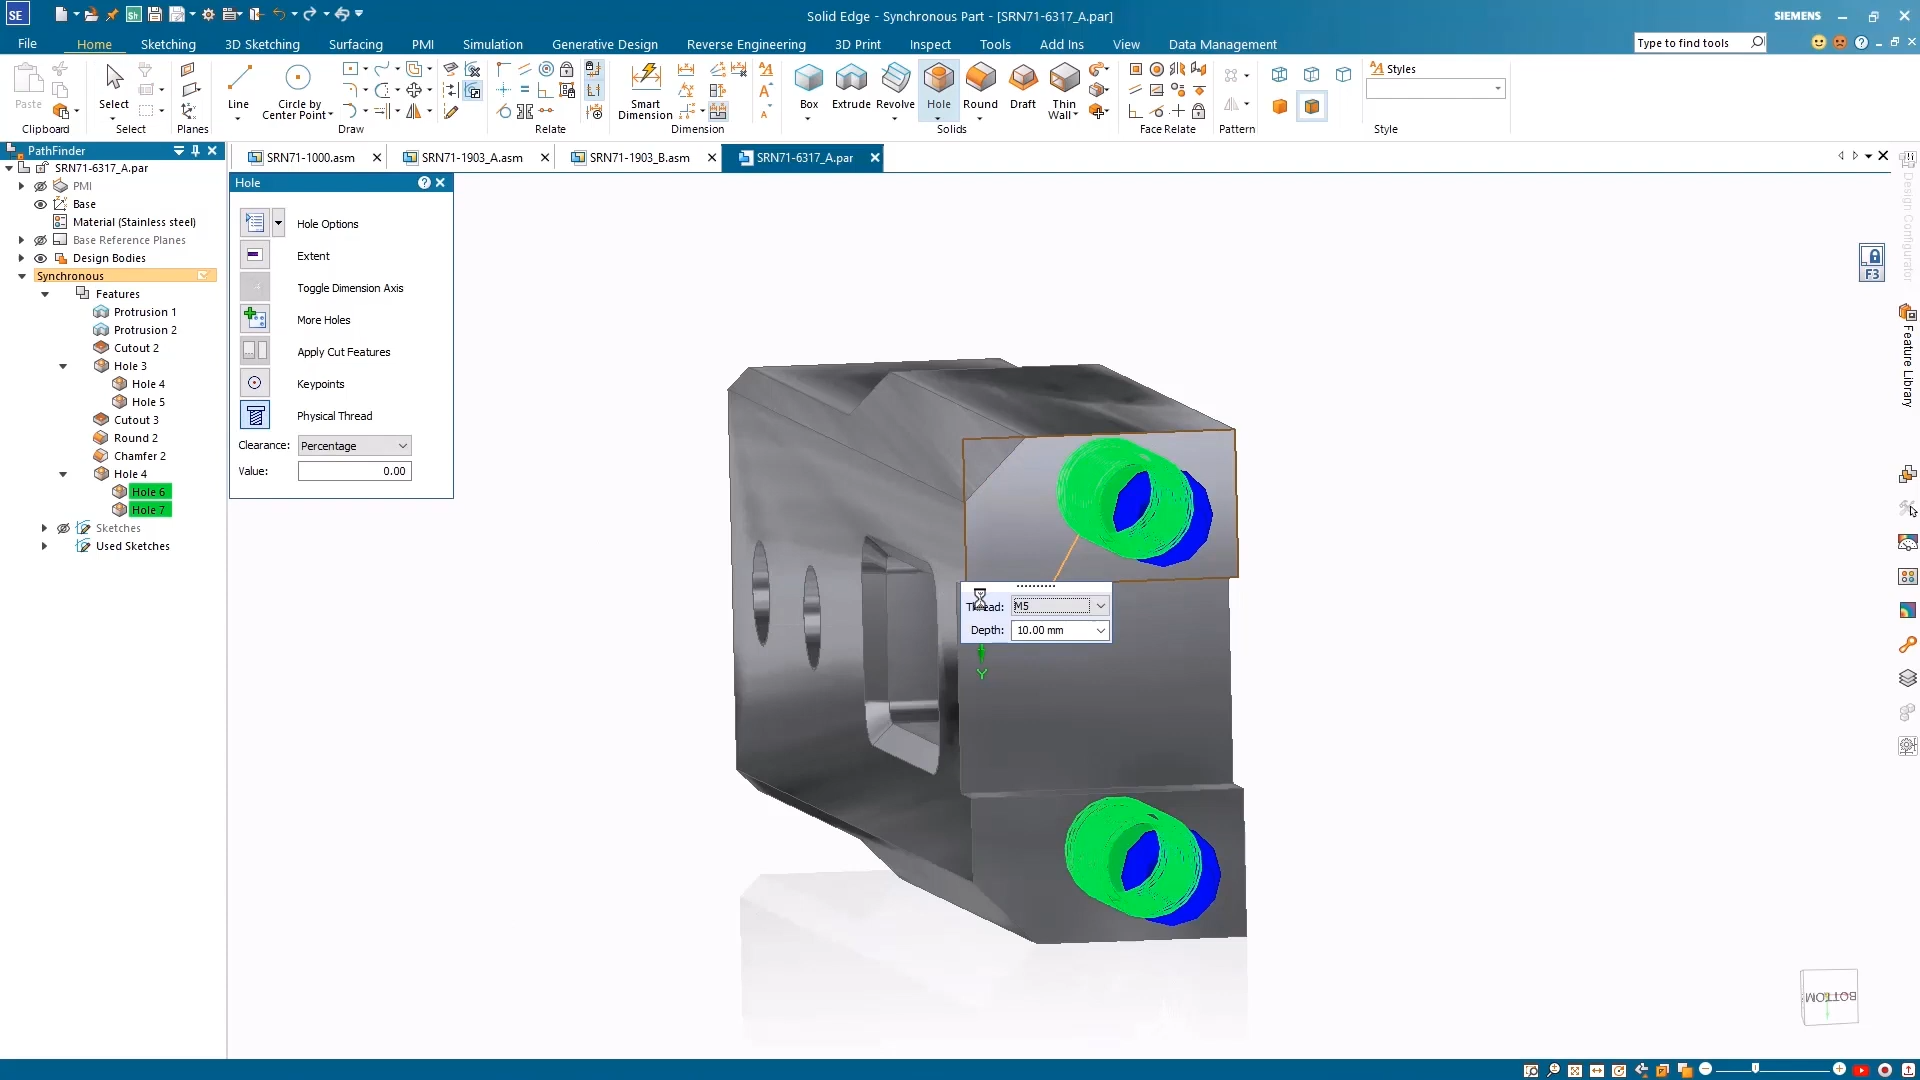 SE
Sh
Solid Edge - Synchronous Part - [SRN71-6317_A.par]
SIEMENS
File
Home
Sketching
3D Sketching
Surfacing
PMI
Simulation
Generative Design
Reverse Engineering
3D Print
Inspect
Tools
Add Ins
View
Data Management
Type to find tools
Paste
Select
Line
Circle by
Center Point
Smart
Dimension
Box
Extrude
Revolve
Hole
Round
Draft
Thin
Wall
Styles
Clipboard
Select
Planes
Draw
Relate
Dimension
Solids
Face Relate
Pattern
Style
PathFinder
SRN71-1000.asm
SRN71-1903_A.asm
SRN71-1903_B.asm
SRN71-6317_A.par
SRN71-6317_A.par
PMI
Base
Material (Stainless steel)
Base Reference Planes
Design Bodies
Synchronous
Features
Protrusion 1
Protrusion 2
Cutout 2
Hole 3
Hole 4
Hole 5
Cutout 3
Round 2
Chamfer 2
Hole 4
Hole 6
Hole 7
Sketches
Used Sketches
Hole
Hole Options
Extent
Toggle Dimension Axis
More Holes
Apply Cut Features
Keypoints
Physical Thread
Clearance: Percentage
Value: 0.00
Thread: M5
Depth: 10.00 mm
Y
F3
Design Configurator
Feature Library
BOTTOM